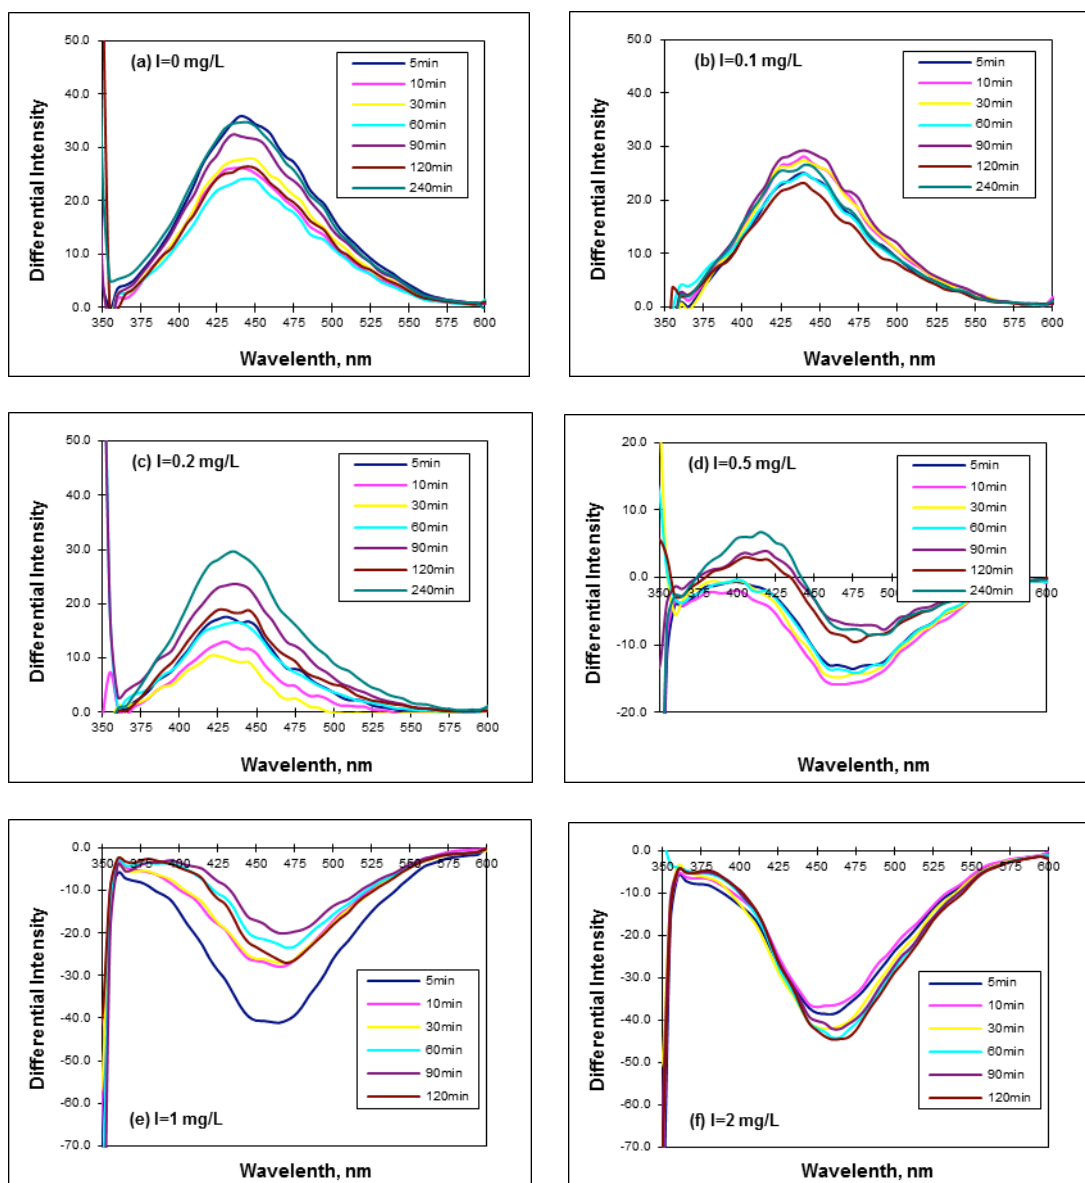 (a) I=0 mg/L
Differential Intensity
50.0
40.0
30.0
20.0
10.0
0.0
350 375 400 425 450 475 500 525 550 575 600
Wavelenth, nm
5min
10min
30min
60min
90min
120min
240min
(b) I=0.1 mg/L
Differential Intensity
50.0
40.0
30.0
20.0
10.0
0.0
350 375 400 425 450 475 500 525 550 575 600
Wavelenth, nm
5min
10min
30min
60min
90min
120min
240min
(c) I=0.2 mg/L
Differential Intensity
50.0
40.0
30.0
20.0
10.0
0.0
350 375 400 425 450 475 500 525 550 575 600
Wavelenth, nm
5min
10min
30min
60min
90min
120min
240min
(d) I=0.5 mg/L
Differential Intensity
20.0
10.0
0.0
-10.0
-20.0
350 375 400 425 450 475 500 525 550 575 600
Wavelenth, nm
5min
10min
30min
60min
90min
120min
240min
(e) I=1 mg/L
Differential Intensity
0.0
-10.0
-20.0
-30.0
-40.0
-50.0
-60.0
-70.0
350 375 400 425 450 475 500 525 550 575 600
Wavelenth, nm
5min
10min
30min
60min
90min
120min
(f) I=2 mg/L
Differential Intensity
0.0
-10.0
-20.0
-30.0
-40.0
-50.0
-60.0
-70.0
350 375 400 425 450 475 500 525 550 575 600
Wavelenth, nm
5min
10min
30min
60min
90min
120min